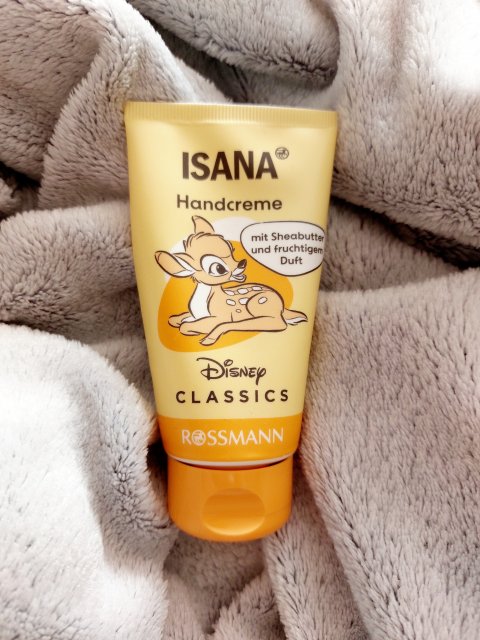 ISANA
Handcreme
mit Sheabutter
und fruchtigem
Duft
Disney
CLASSICS
ROSSMANN